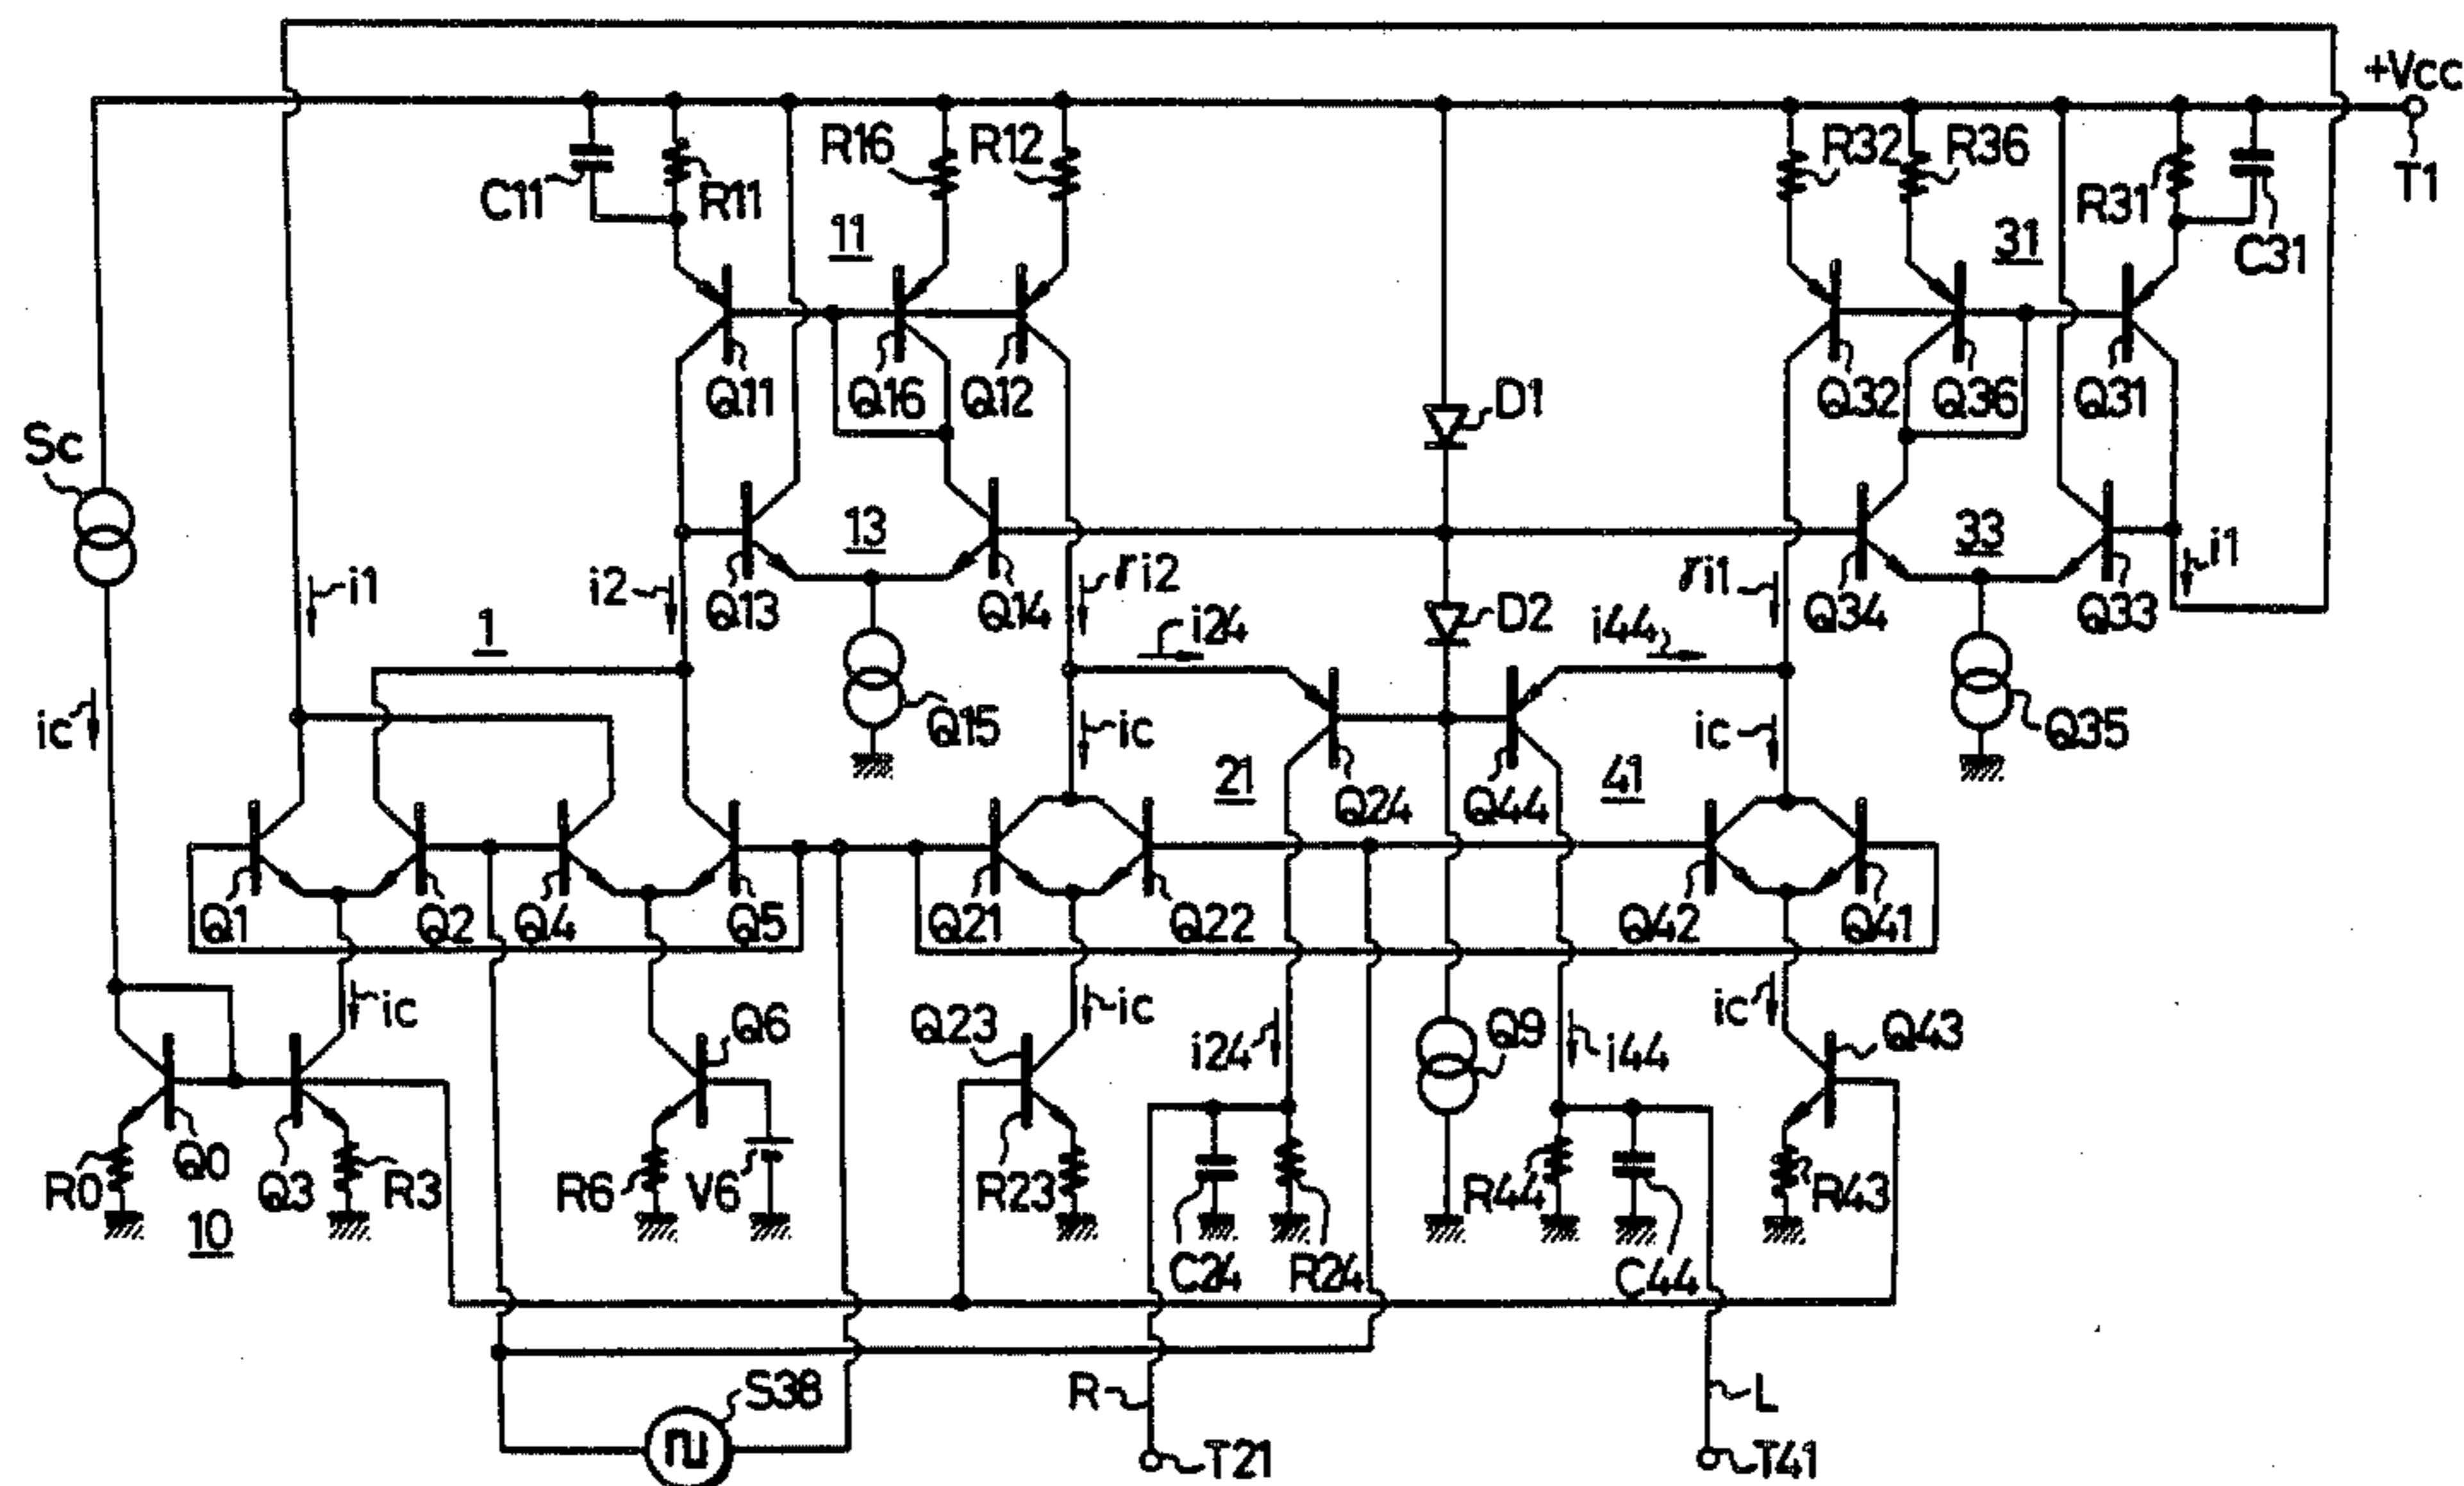 +Vcc
R16
R12
R32
R36
C11
R11
R31
T1
11
31
C31
Q11
Q16
Q12
D1
Q32
Q36
Q31
Sc
13
33
i1
i2
Q13
Q14
ri2
ri1
Q34
Q33
i1
1
i24
D2
i44
ic
Q15
ic
ic
Q35
21
41
Q24
Q44
Q1
Q2
Q4
Q5
Q21
Q22
Q42
Q41
ic
Q6
Q23
ic
i24
Q9
i44
ic
Q43
R0
Q0
Q3
R3
R6
V6
R23
R44
R43
10
C24
R24
C44
S38
R
L
T21
T41